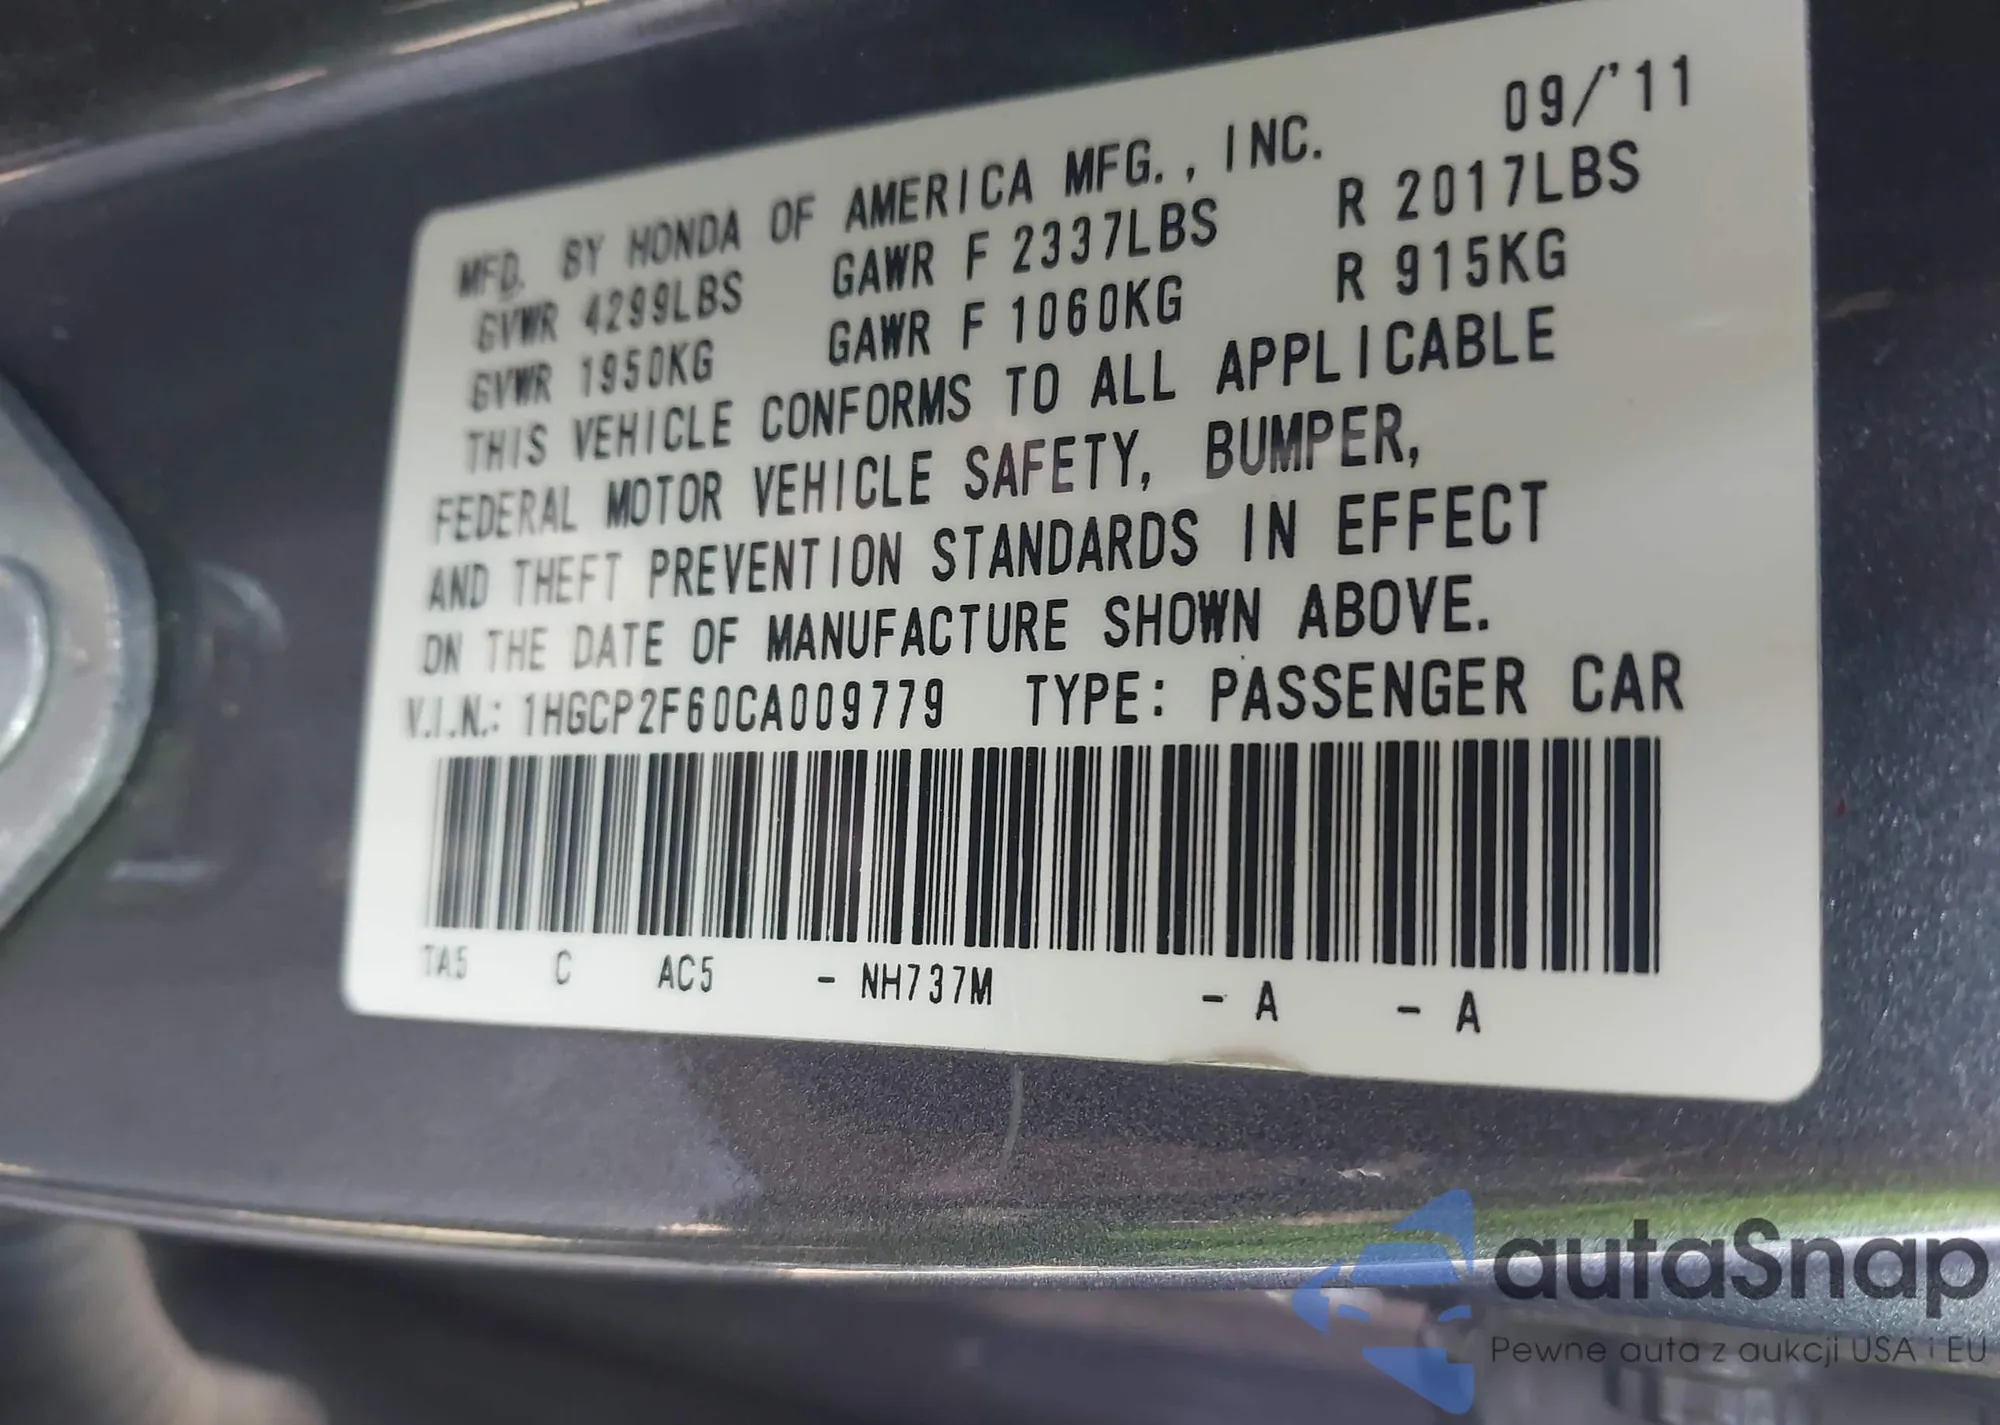 09/'11
MFD. BY HONDA OF AMERICA MFG., INC.
GVWR 4299LBS GAWR F 2337LBS R 2017LBS
GVWR 1950KG GAWR F 1060KG R 915KG
THIS VEHICLE CONFORMS TO ALL APPLICABLE
FEDERAL MOTOR VEHICLE SAFETY, BUMPER,
AND THEFT PREVENTION STANDARDS IN EFFECT
ON THE DATE OF MANUFACTURE SHOWN ABOVE.
V.I.N.: 1HGCP2F60CA009779 TYPE: PASSENGER CAR
TA5 C AC5 - NH737M - A - A
autaSnap
Pewne auta z aukcji USA i EU